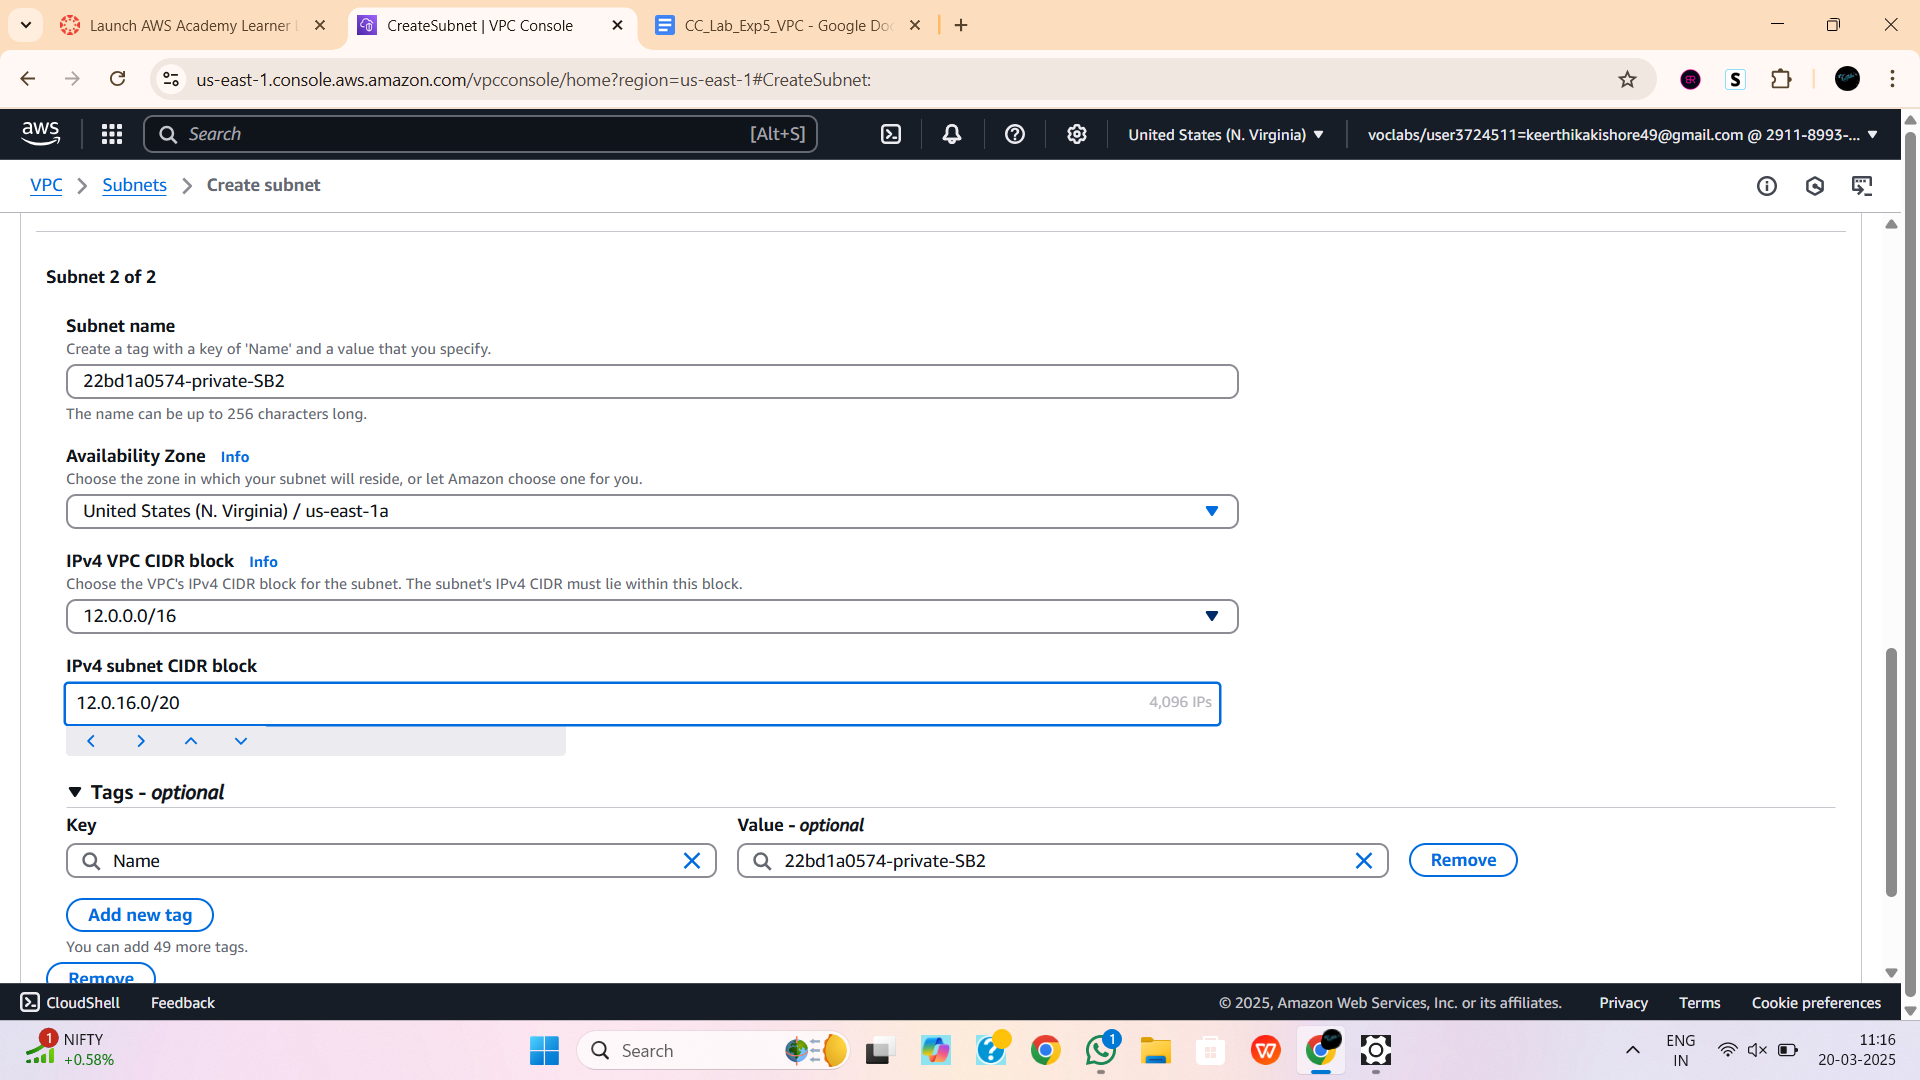 Launch AWS Academy Learner L
CreateSubnet | VPC Console
CC_Lab_Exp5_VPC - Google Do
us-east-1.console.aws.amazon.com/vpcconsole/home?region=us-east-1#CreateSubnet:
aws
Search
[Alt+S]
United States (N. Virginia)
voclabs/user3724511=keerthikakishore49@gmail.com @ 2911-8993-...
VPC
Subnets
Create subnet
Subnet 2 of 2
Subnet name
Create a tag with a key of 'Name' and a value that you specify.
22bd1a0574-private-SB2
The name can be up to 256 characters long.
Availability Zone Info
Choose the zone in which your subnet will reside, or let Amazon choose one for you.
United States (N. Virginia) / us-east-1a
IPv4 VPC CIDR block Info
Choose the VPC's IPv4 CIDR block for the subnet. The subnet's IPv4 CIDR must lie within this block.
12.0.0.0/16
IPv4 subnet CIDR block
12.0.16.0/20
4,096 IPs
Tags - optional
Key
Value - optional
Name
22bd1a0574-private-SB2
Remove
Add new tag
You can add 49 more tags.
Remove
CloudShell
Feedback
© 2025, Amazon Web Services, Inc. or its affiliates.
Privacy
Terms
Cookie preferences
1
NIFTY
+0.58%
Search
1
ENG
IN
11:16
20-03-2025